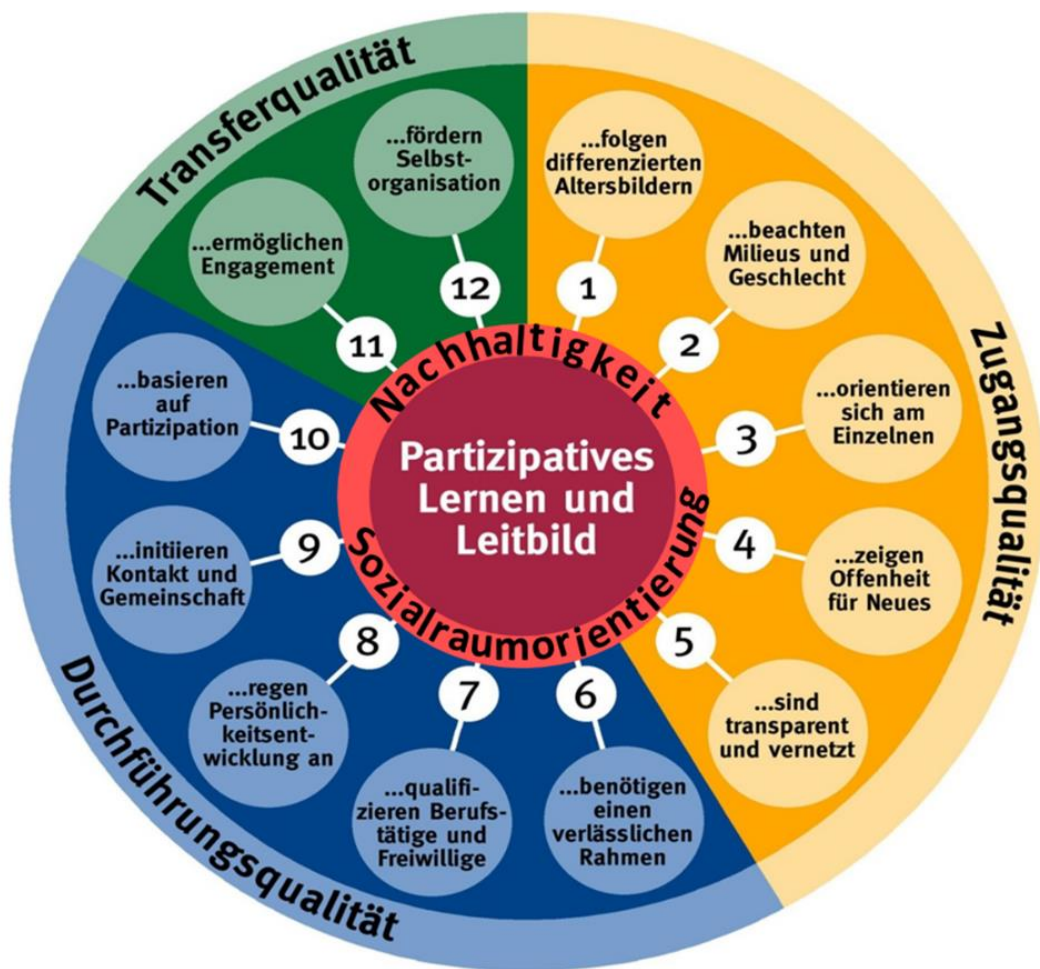 Transferqualität
Zugangsqualität
Durchführungsqualität
Nachhaltigkeit
Partizipatives
Lernen und
Leitbild
Sozialraumorientierung
1
...folgen
differenzierten
Altersbildern
2
...beachten
Milieus und
Geschlecht
3
...orientieren
sich am
Einzelnen
4
...zeigen
Offenheit
für Neues
5
...sind
transparent
und vernetzt
6
...benötigen
einen
verlässlichen
Rahmen
7
...qualifi-
zieren Berufs-
tätige und
Freiwillige
8
...regen
Persönlich-
keitsent-
wicklung an
9
...initiieren
Kontakt und
Gemeinschaft
10
...basieren
auf
Partizipation
11
...ermöglichen
Engagement
12
...fördern
Selbst-
organisation